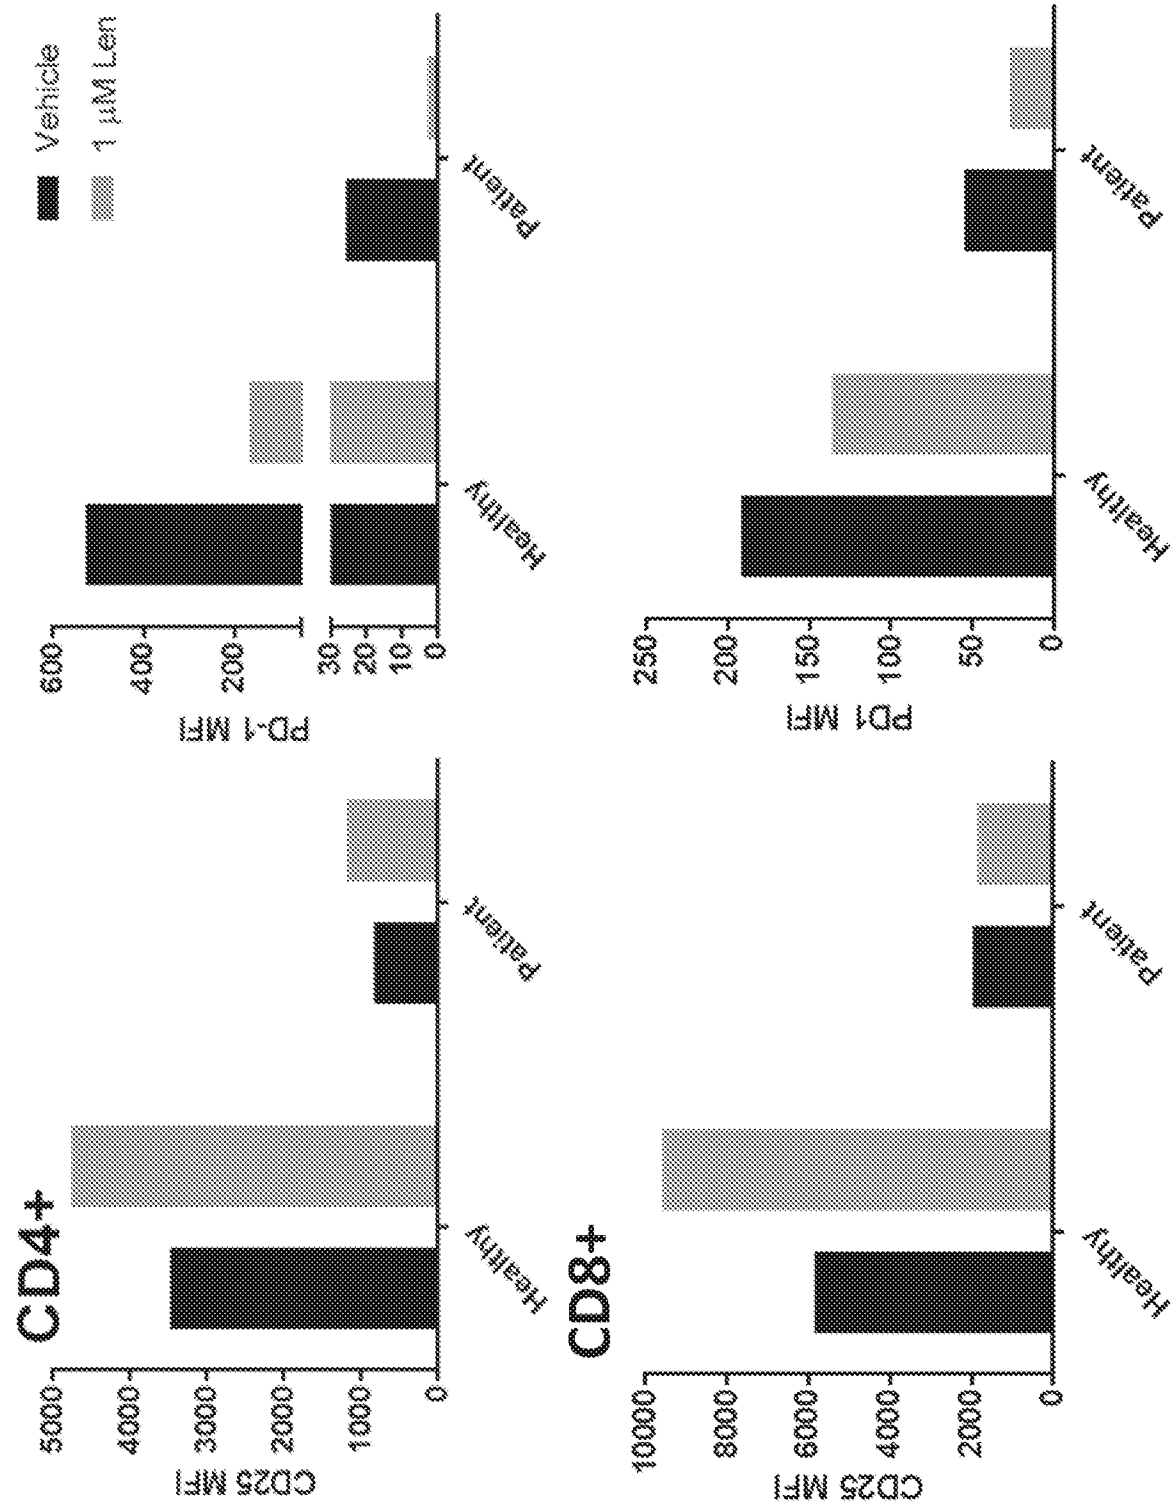 CD4+
CD25 MFI
5000
4000
3000
2000
1000
0
Healthy
Patient
PD-1 MFI
600
400
200
30
20
10
0
Healthy
Patient
Vehicle
1 μM Len
CD8+
CD25 MFI
10000
8000
6000
4000
2000
0
Healthy
Patient
PD1 MFI
250
200
150
100
50
0
Healthy
Patient